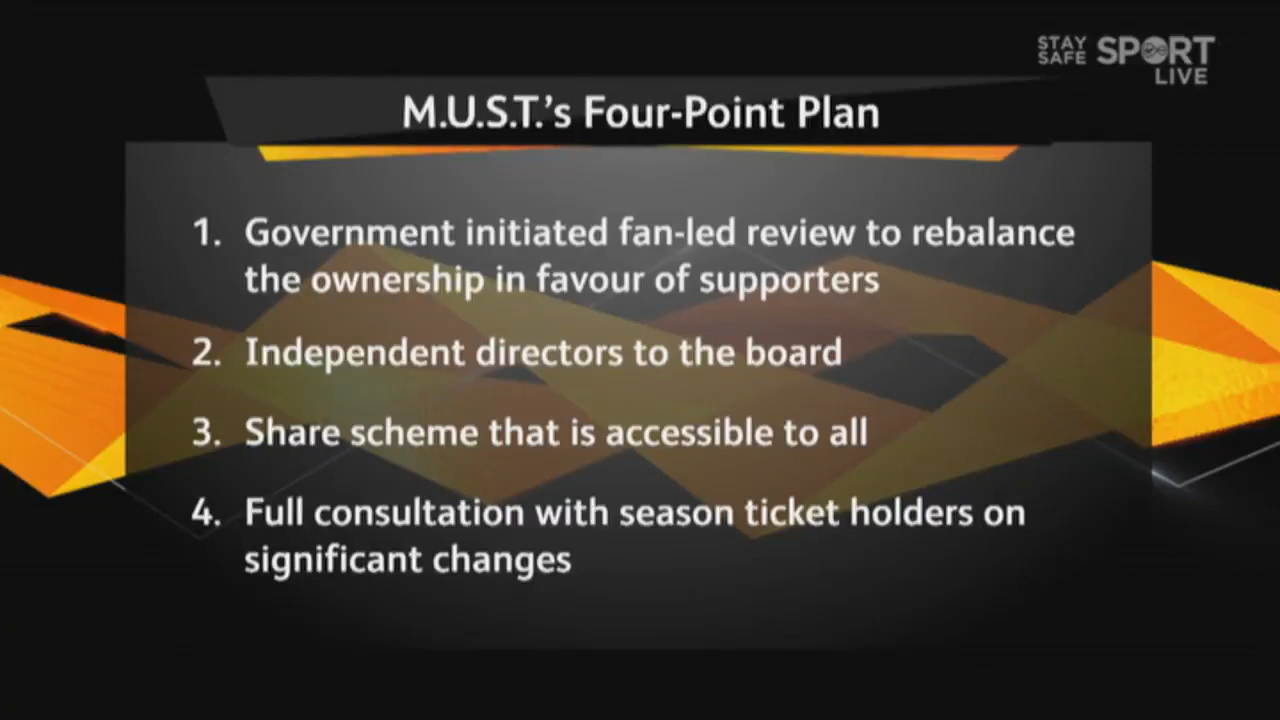 STAY
SAFE
SPORT
LIVE
M.U.S.T.'s Four-Point Plan
1. Government initiated fan-led review to rebalance
the ownership in favour of supporters
2. Independent directors to the board
3. Share scheme that is accessible to all
4. Full consultation with season ticket holders on
significant changes